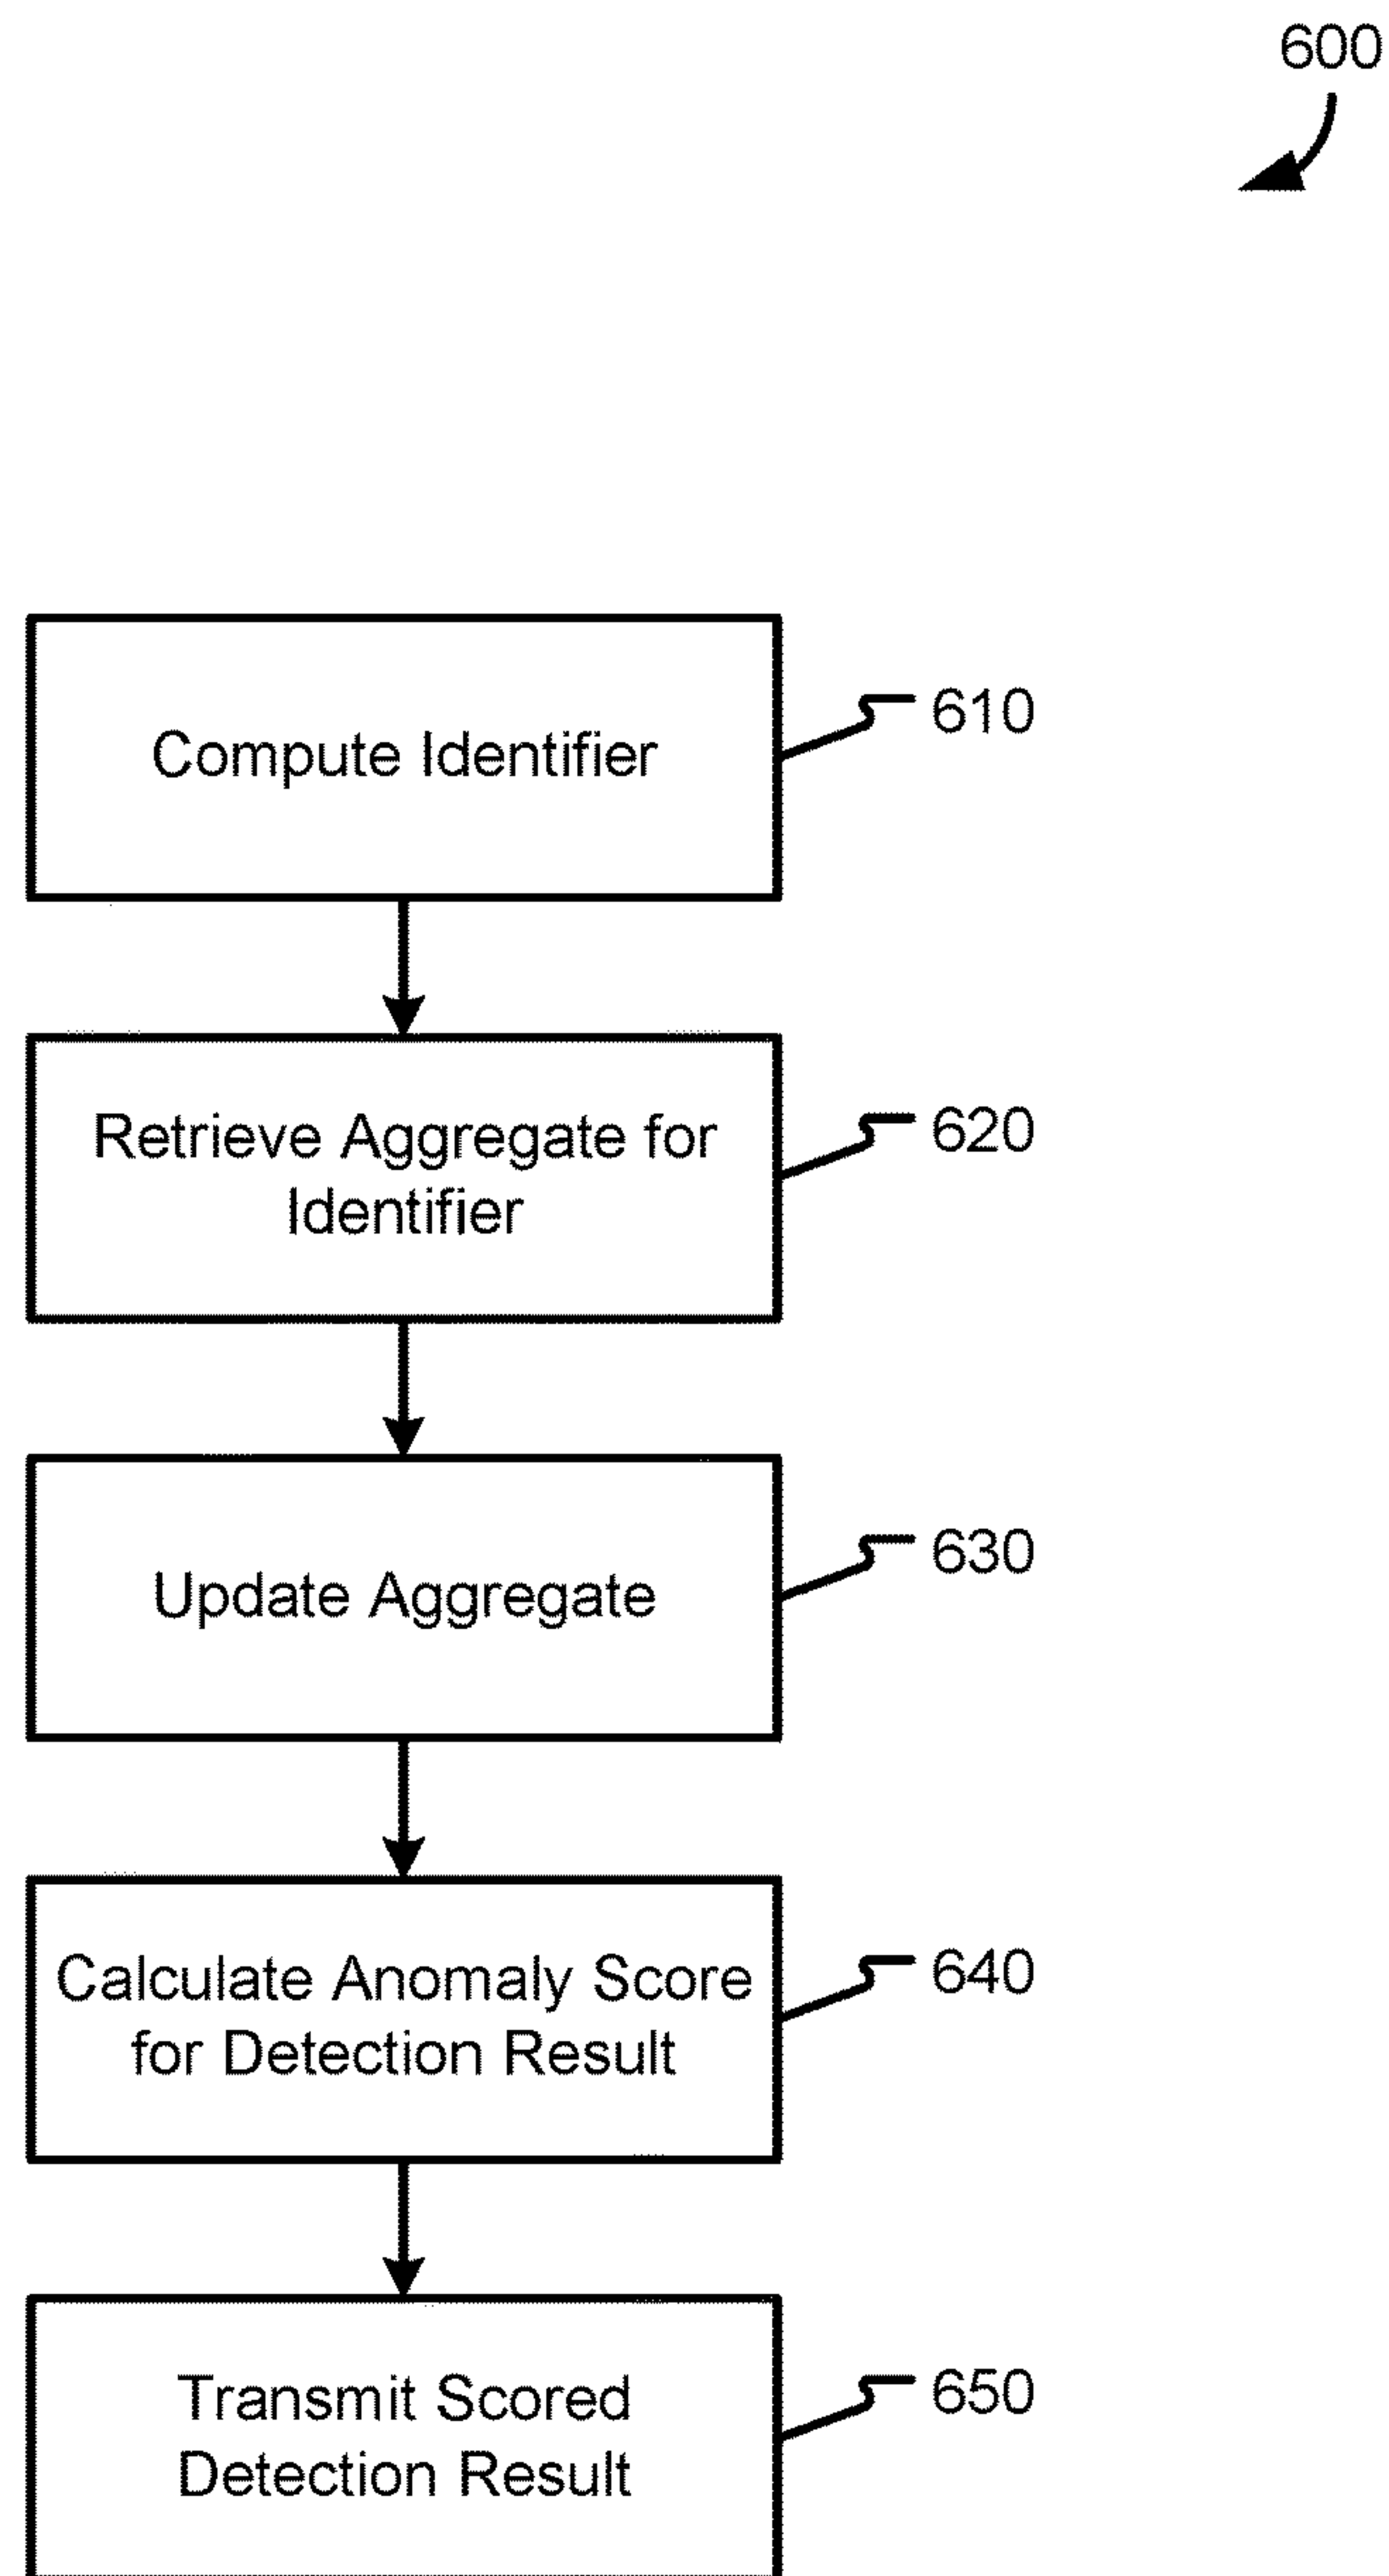 600
Compute Identifier
610
Retrieve Aggregate for
Identifier
620
Update Aggregate
630
Calculate Anomaly Score
for Detection Result
640
Transmit Scored
Detection Result
650